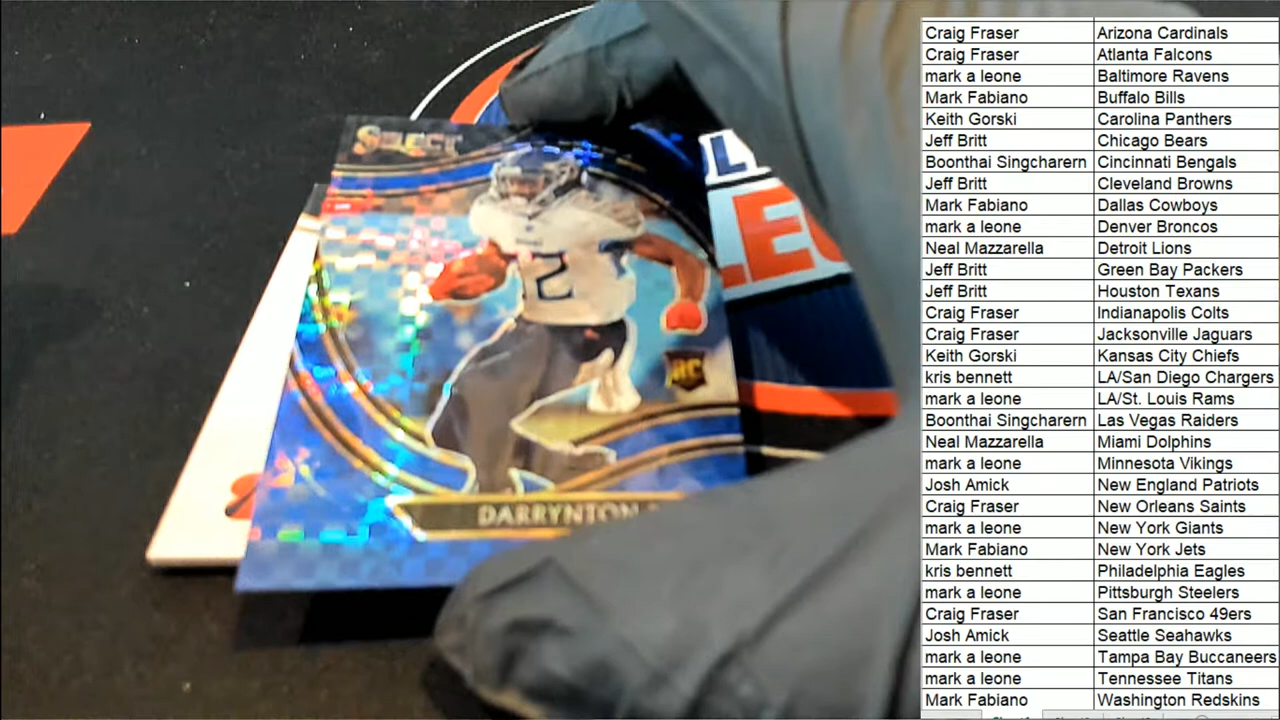 SELECT
2
RC
DARRYNTON
LE
Craig Fraser Arizona Cardinals
Craig Fraser Atlanta Falcons
mark a leone Baltimore Ravens
Mark Fabiano Buffalo Bills
Keith Gorski Carolina Panthers
Jeff Britt Chicago Bears
Boonthai Singcharern Cincinnati Bengals
Jeff Britt Cleveland Browns
Mark Fabiano Dallas Cowboys
mark a leone Denver Broncos
Neal Mazzarella Detroit Lions
Jeff Britt Green Bay Packers
Jeff Britt Houston Texans
Craig Fraser Indianapolis Colts
Craig Fraser Jacksonville Jaguars
Keith Gorski Kansas City Chiefs
kris bennett LA/San Diego Chargers
mark a leone LA/St. Louis Rams
Boonthai Singcharern Las Vegas Raiders
Neal Mazzarella Miami Dolphins
mark a leone Minnesota Vikings
Josh Amick New England Patriots
Craig Fraser New Orleans Saints
mark a leone New York Giants
Mark Fabiano New York Jets
kris bennett Philadelphia Eagles
mark a leone Pittsburgh Steelers
Craig Fraser San Francisco 49ers
Josh Amick Seattle Seahawks
mark a leone Tampa Bay Buccaneers
mark a leone Tennessee Titans
Mark Fabiano Washington Redskins